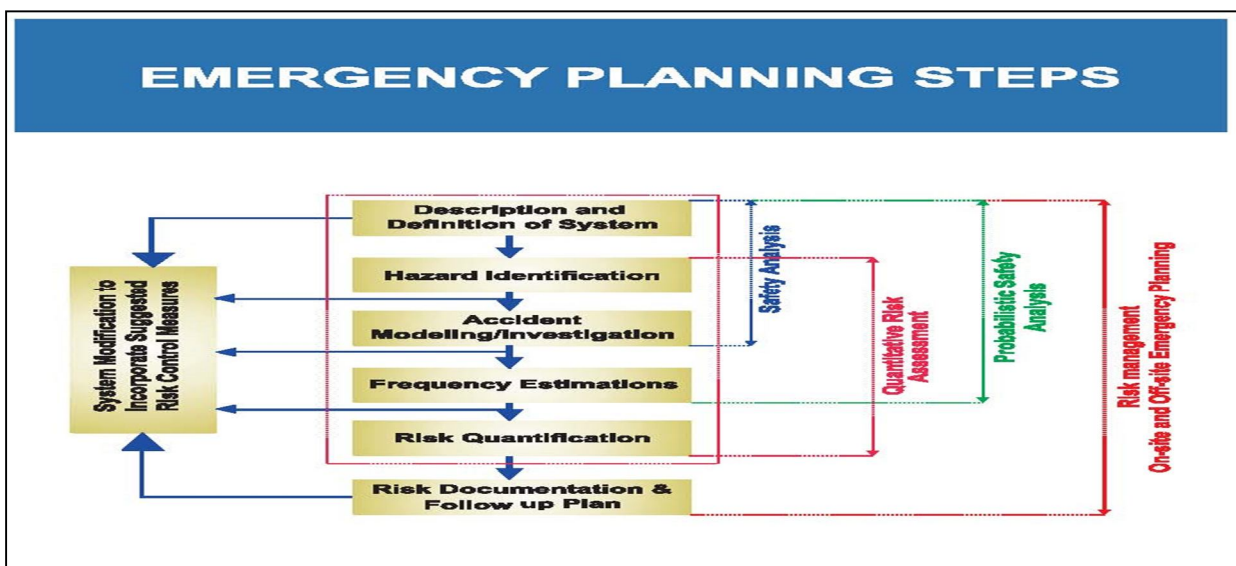 EMERGENCY PLANNING STEPS
Description and
Definition of System
Hazard Identification
Accident
Modeling/Investigation
Frequency Estimations
Risk Quantification
Risk Documentation &
Follow up Plan
System Modification to
Incorporate Suggested
Risk Control Measures
Safety Analysis
Quantitative Risk
Assessment
Probabilistic Safety
Analysis
Risk management
On-site and Off-site Emergency Planning